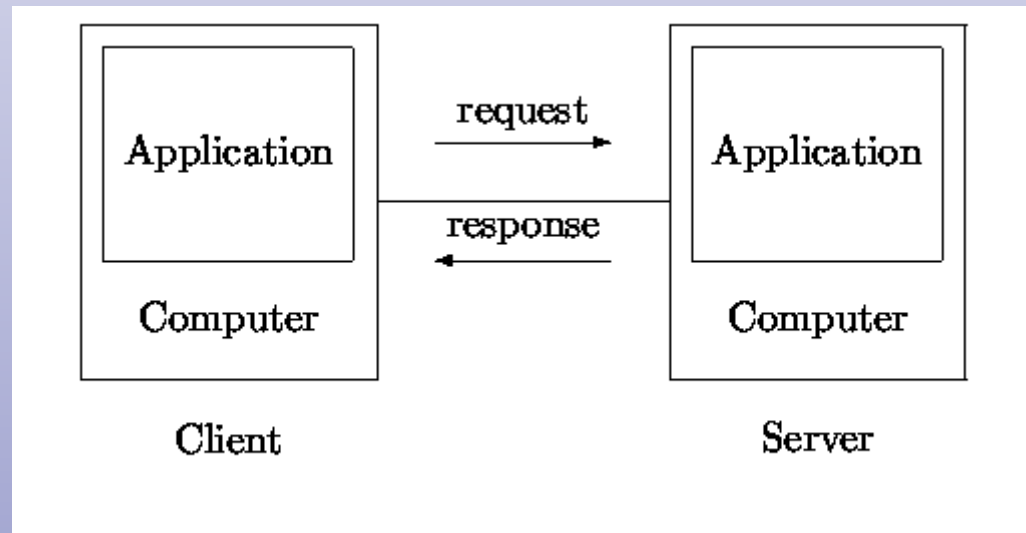 request
Application
Application
response
Computer
Computer
Client
Server